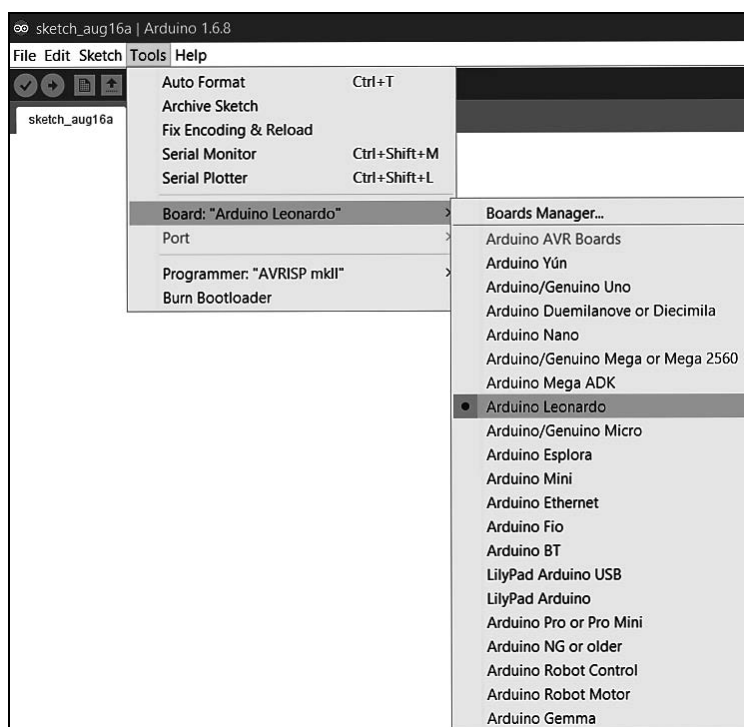 sketch_aug16a | Arduino 1.6.8
File Edit Sketch Tools Help
sketch_aug16a
Auto Format Ctrl+T
Archive Sketch
Fix Encoding & Reload
Serial Monitor Ctrl+Shift+M
Serial Plotter Ctrl+Shift+L
Board: "Arduino Leonardo"
Port
Programmer: "AVRISP mkII"
Burn Bootloader
Boards Manager...
Arduino AVR Boards
Arduino Yún
Arduino/Genuino Uno
Arduino Duemilanove or Diecimila
Arduino Nano
Arduino/Genuino Mega or Mega 2560
Arduino Mega ADK
Arduino Leonardo
Arduino/Genuino Micro
Arduino Esplora
Arduino Mini
Arduino Ethernet
Arduino Fio
Arduino BT
LilyPad Arduino USB
LilyPad Arduino
Arduino Pro or Pro Mini
Arduino NG or older
Arduino Robot Control
Arduino Robot Motor
Arduino Gemma